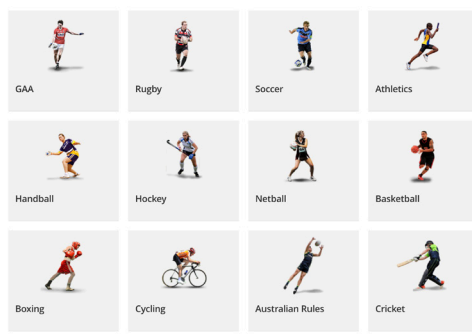 GAA
Rugby
Soccer
Athletics
Handball
Hockey
Netball
Basketball
Boxing
Cycling
Australian Rules
Cricket